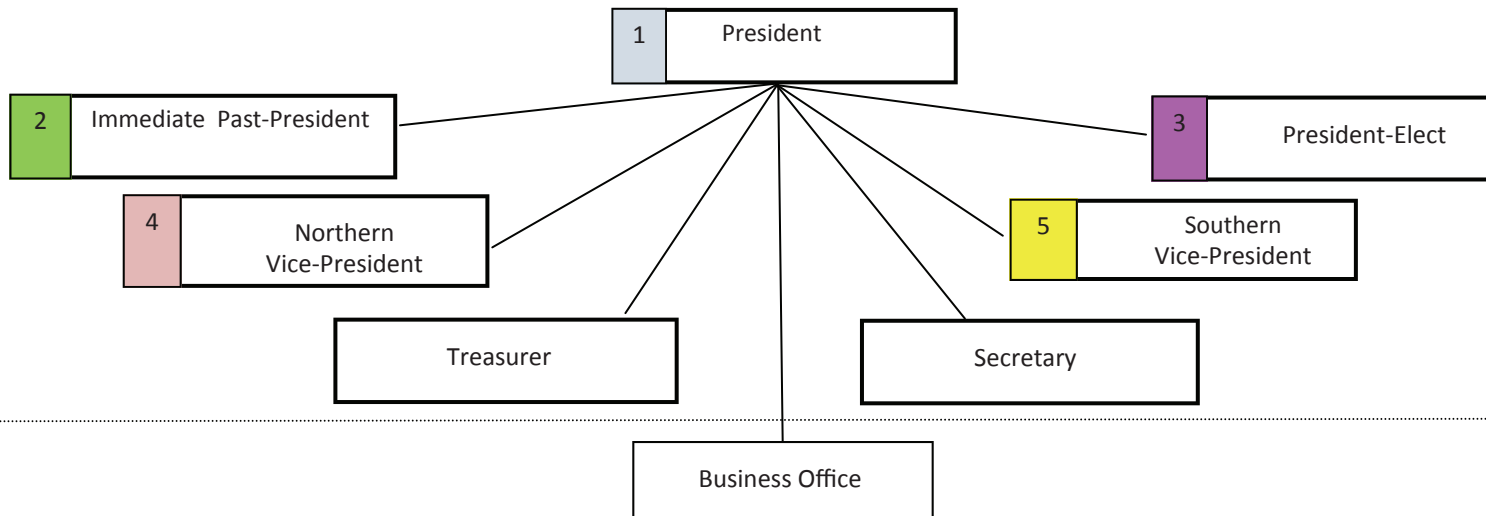 1 President
2 Immediate Past-President
3 President-Elect
4 Northern
Vice-President
5 Southern
Vice-President
Treasurer
Secretary
Business Office